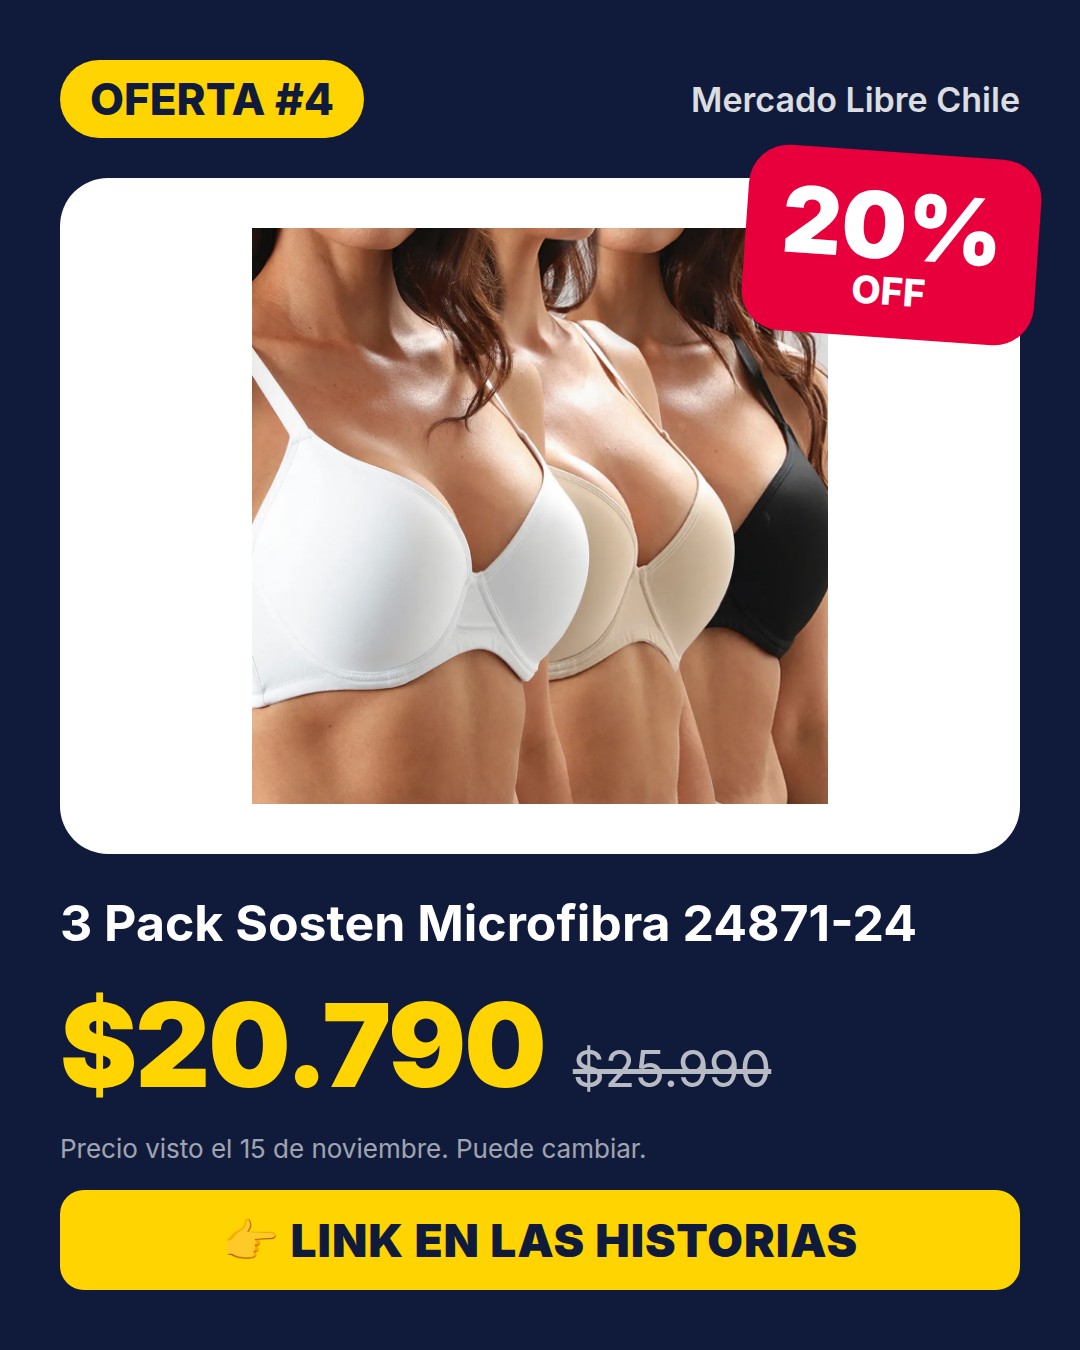 OFERTA #4
Mercado Libre Chile
20%
OFF
3 Pack Sosten Microfibra 24871-24
$20.790 $25.990
Precio visto el 15 de noviembre. Puede cambiar.
👉 LINK EN LAS HISTORIAS